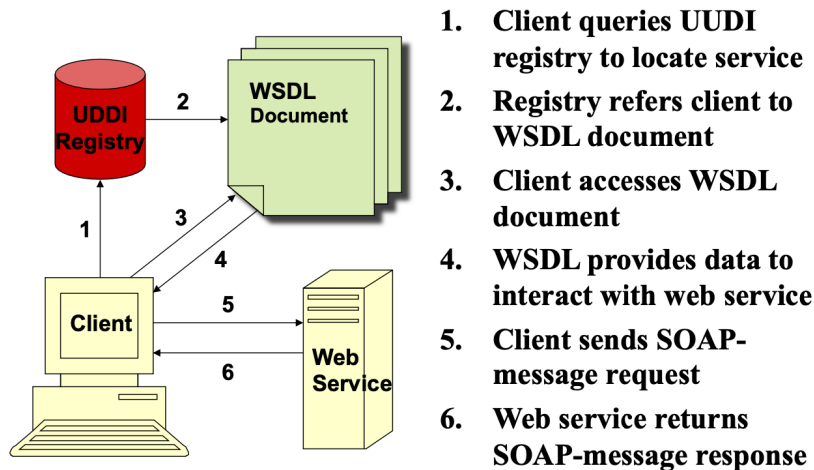 UDDI
Registry
2
WSDL
Document
1
3
4
Client
5
6
Web
Service
1. Client queries UUDI
registry to locate service
2. Registry refers client to
WSDL document
3. Client accesses WSDL
document
4. WSDL provides data to
interact with web service
5. Client sends SOAP-
message request
6. Web service returns
SOAP-message response